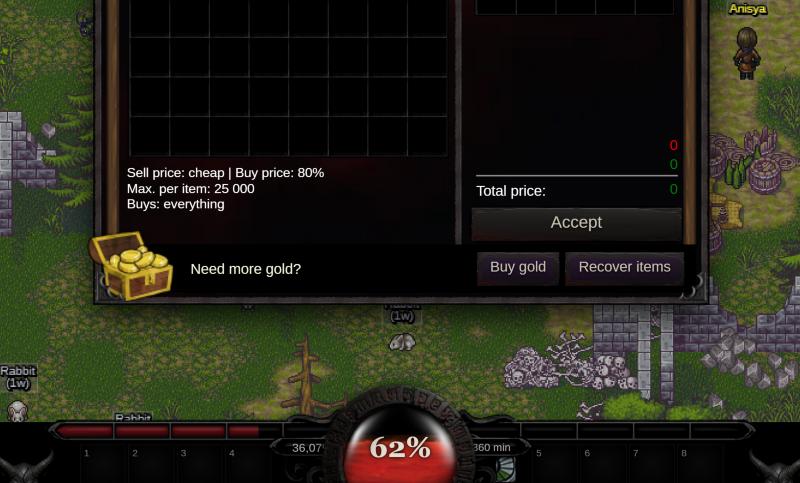 Anisya
0
0
Sell price: cheap | Buy price: 80%
Max. per item: 25 000
Buys: everything
Total price: 0
Accept
Need more gold?
Buy gold
Recover items
(1w)
Rabbit
(1w)
Rabbit
62%
36,07
360 min
1 2 3 4 5 6 7 8